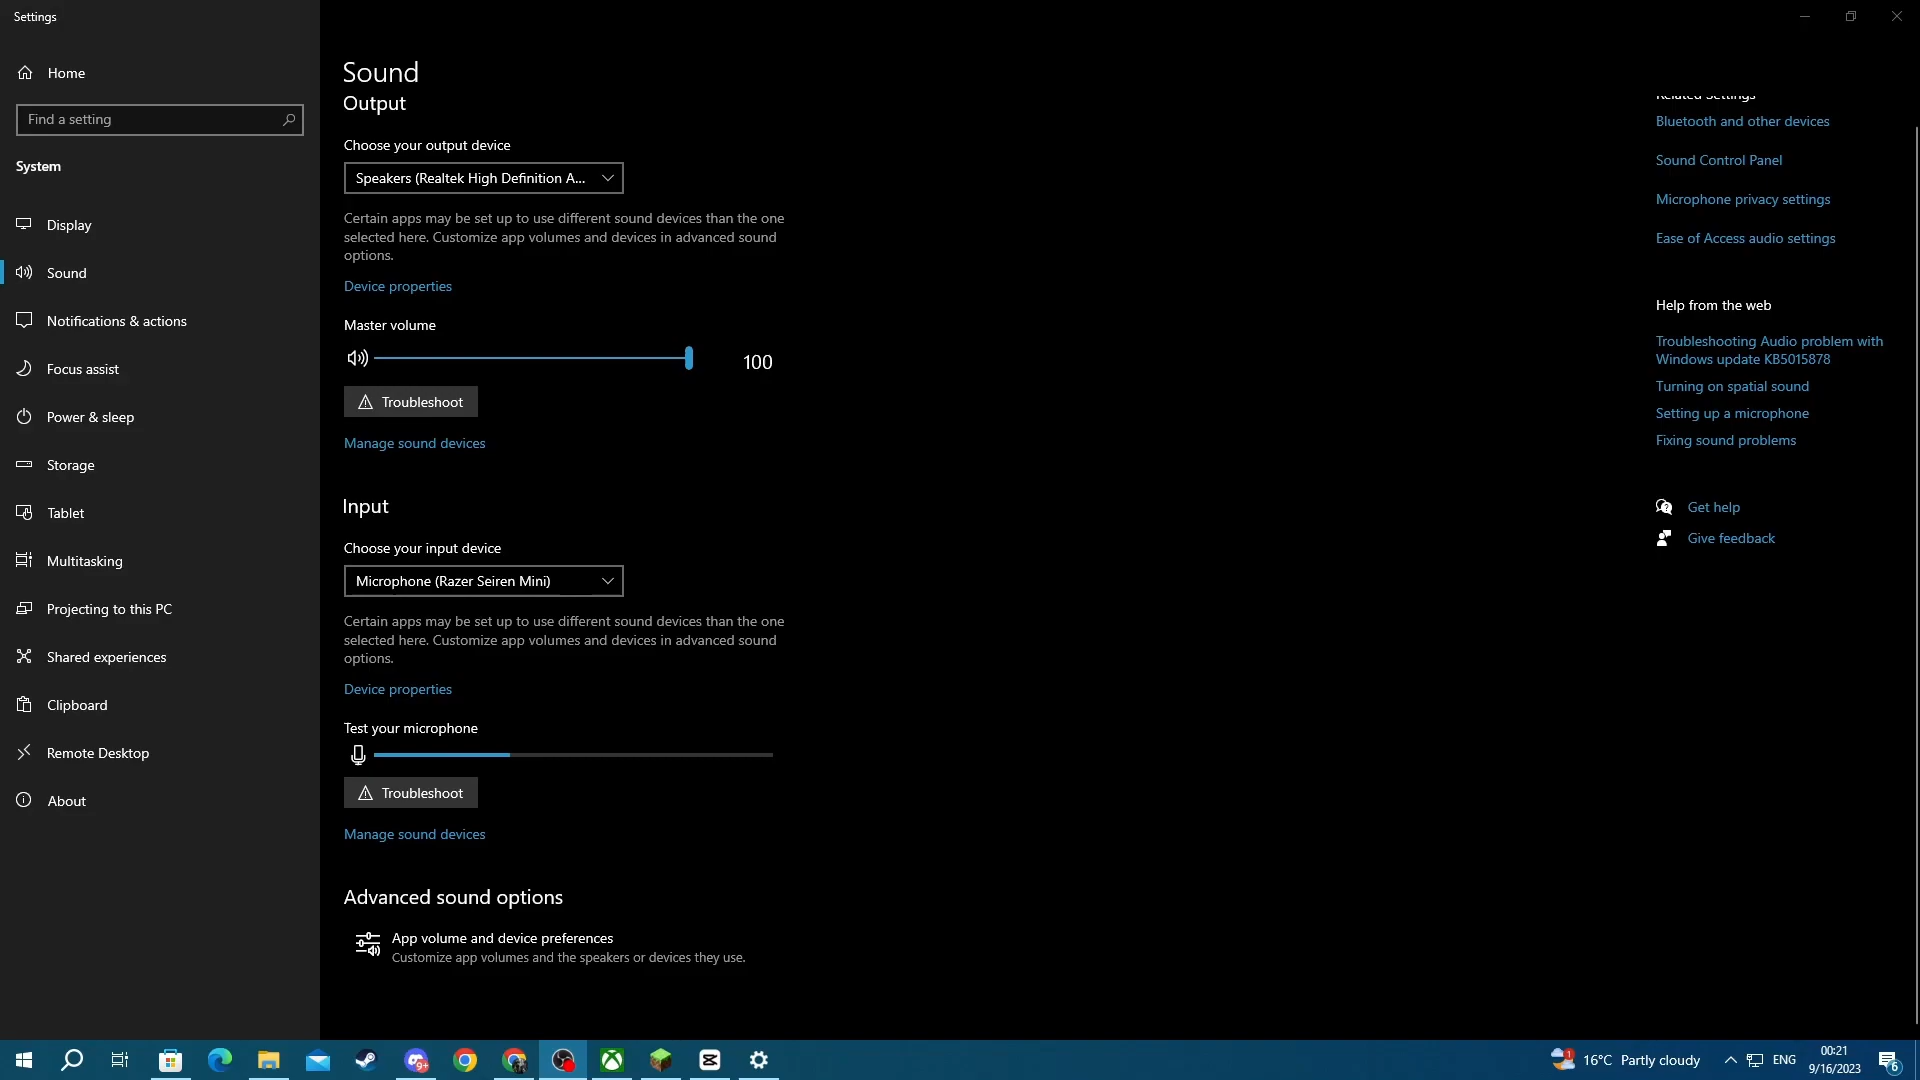 Settings
Home
Find a setting
System
Display
Sound
Notifications & actions
Focus assist
Power & sleep
Storage
Tablet
Multitasking
Projecting to this PC
Shared experiences
Clipboard
Remote Desktop
About
Sound
Output
Choose your output device
Speakers (Realtek High Definition A...
Certain apps may be set up to use different sound devices than the one
selected here. Customize app volumes and devices in advanced sound
options.
Device properties
Master volume
100
Troubleshoot
Manage sound devices
Input
Choose your input device
Microphone (Razer Seiren Mini)
Certain apps may be set up to use different sound devices than the one
selected here. Customize app volumes and devices in advanced sound
options.
Device properties
Test your microphone
Troubleshoot
Manage sound devices
Advanced sound options
App volume and device preferences
Customize app volumes and the speakers or devices they use.
Related Settings
Bluetooth and other devices
Sound Control Panel
Microphone privacy settings
Ease of Access audio settings
Help from the web
Troubleshooting Audio problem with
Windows update KB5015878
Turning on spatial sound
Setting up a microphone
Fixing sound problems
Get help
Give feedback
9+
1
16°C Partly cloudy
ENG
00:21
9/16/2023
6